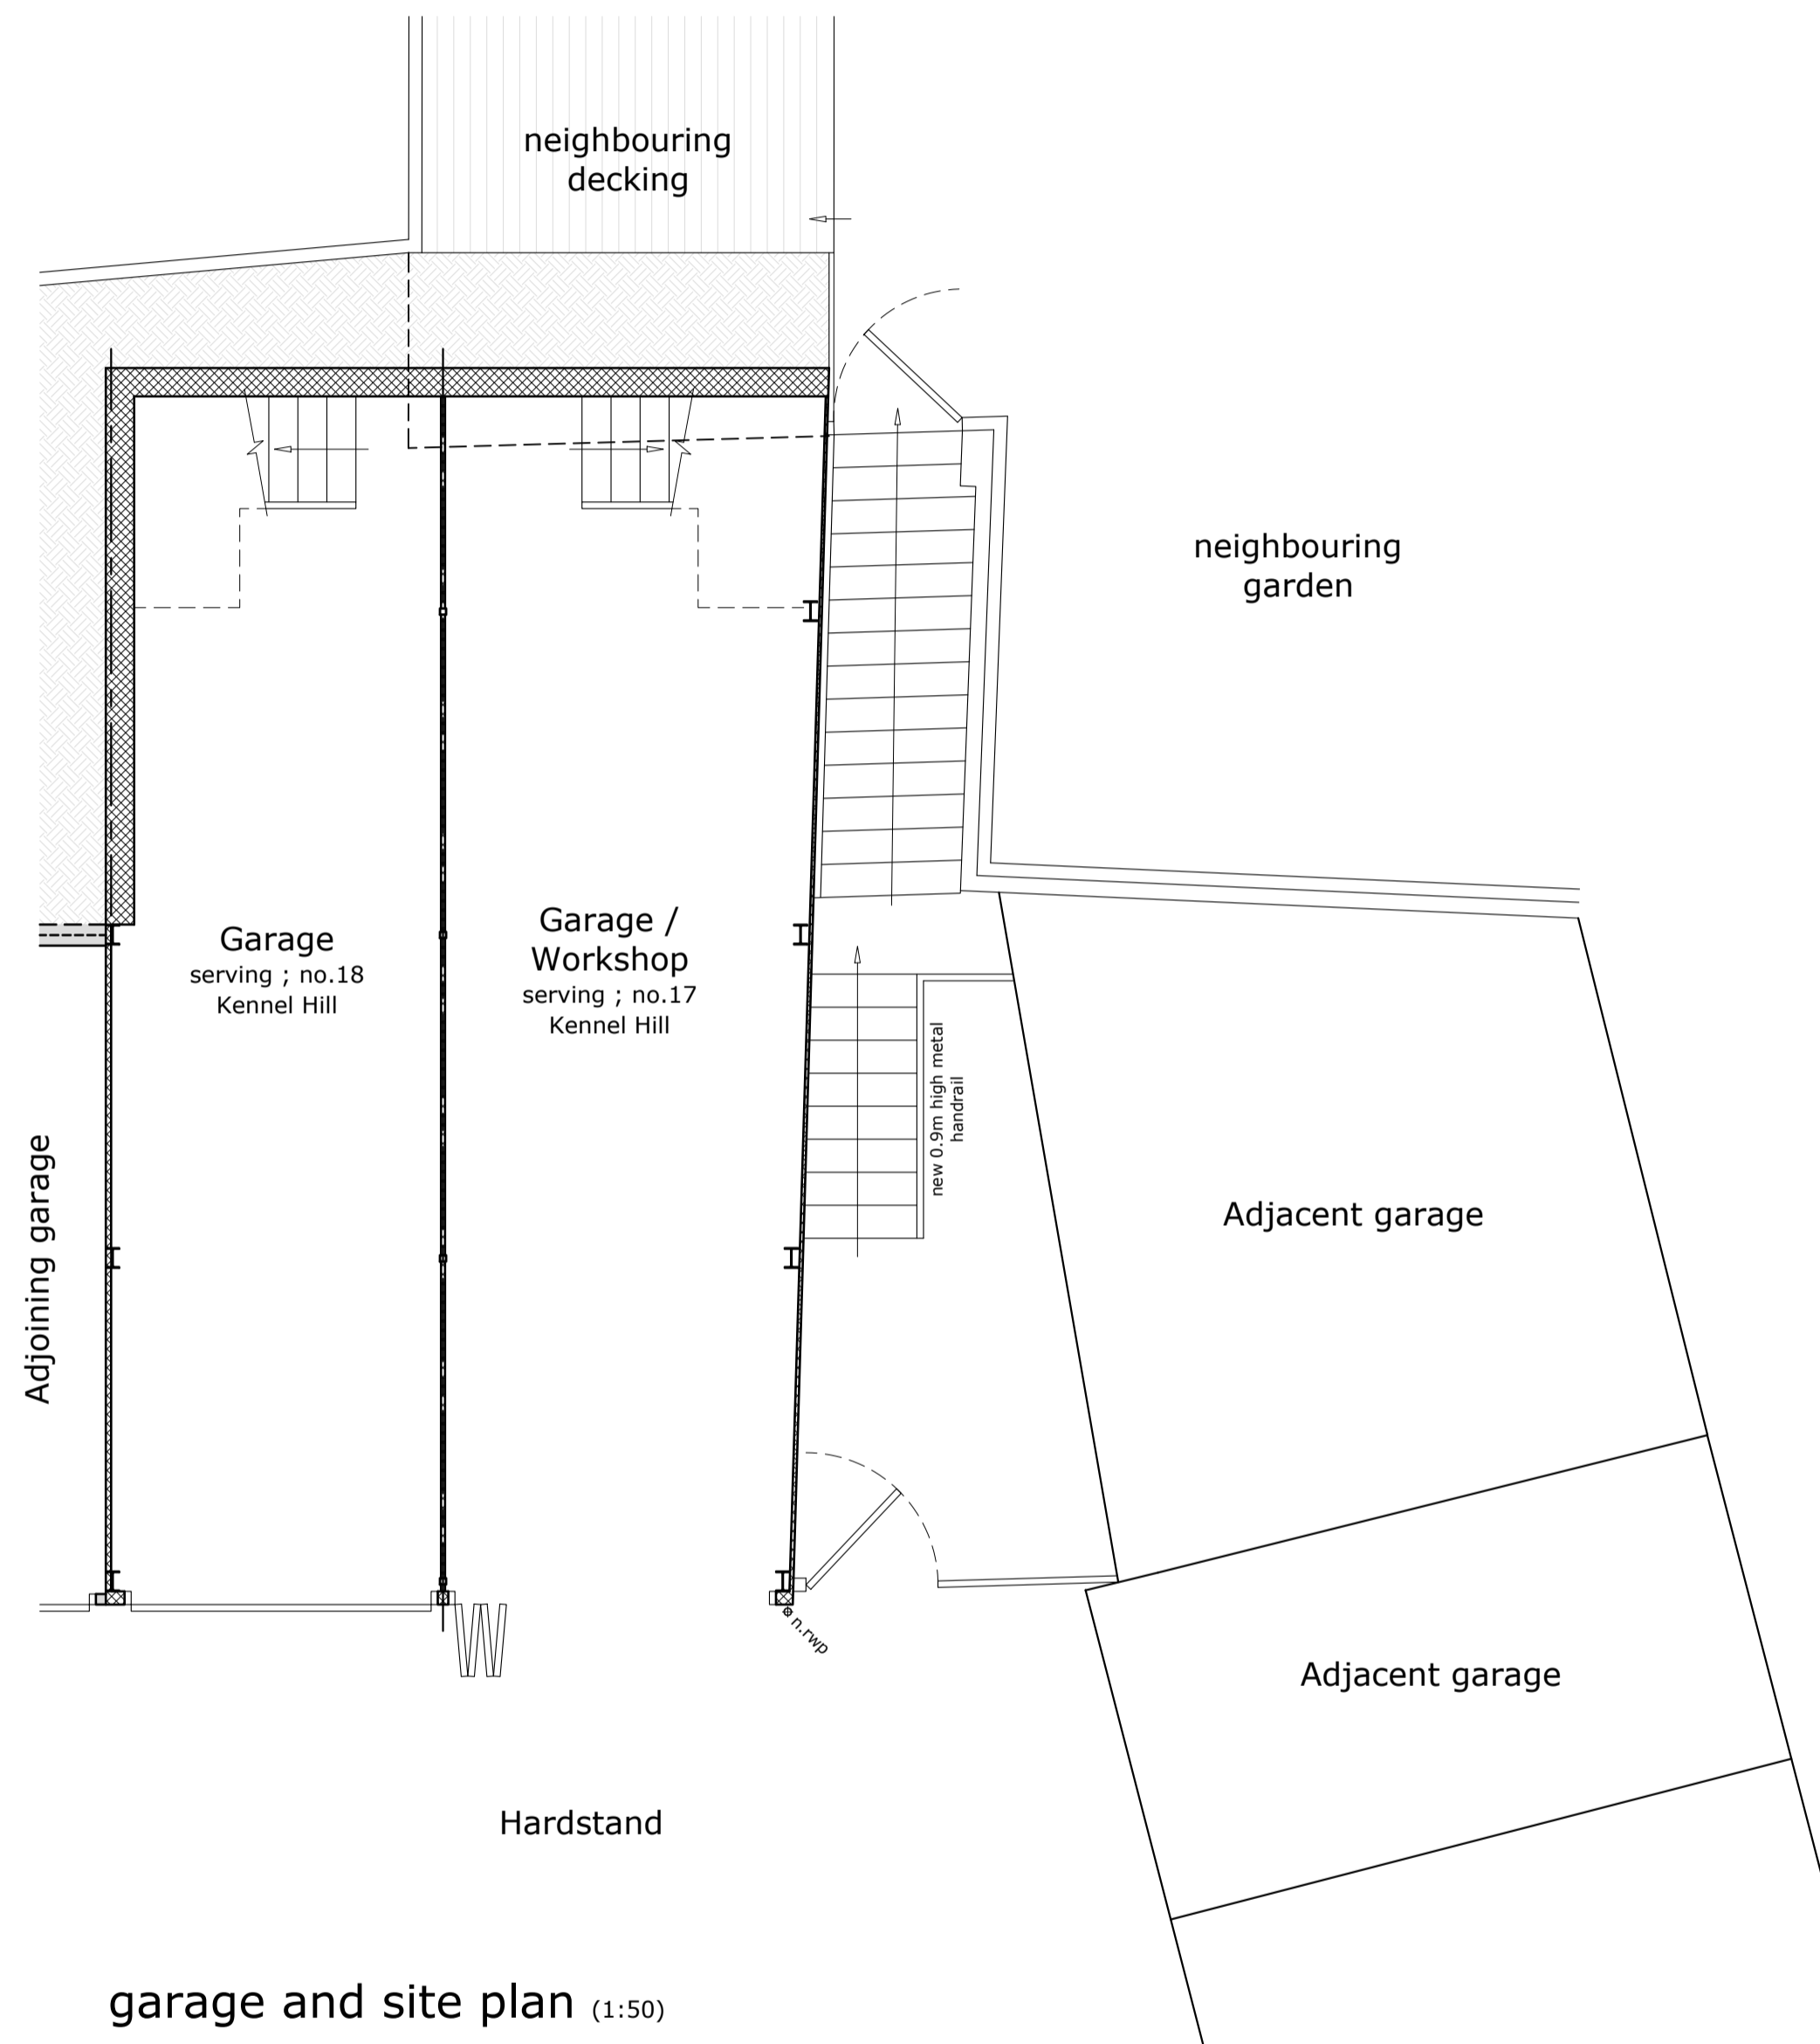 neighbouring
decking
neighbouring
garden
Garage
serving ; no.18
Kennel Hill
Garage /
Workshop
serving ; no.17
Kennel Hill
new 0.9m high metal
handrail
Adjoining garage
Adjacent garage
n.rwp
Adjacent garage
Hardstand
garage and site plan (1:50)